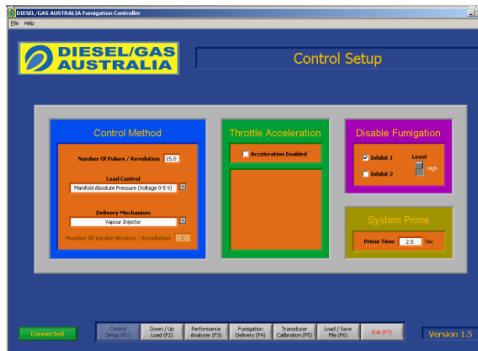 DIESEL/GAS AUSTRALIA Fumigation Controller
File Help
DIESEL/GAS
AUSTRALIA
Control Setup
Control Method
Number Of Pulses / Revolution 15.0
Load Control
Manifold Absolute Pressure (Voltage 0-5 V)
Delivery Mechanism
Vapour Injector
Number Of Intake Strokes / Revolution 1
Throttle Acceleration
Acceleration Enabled
Disable Fumigation
Inhibit 1 Level
High
Inhibit 2
System Prime
Prime Time 2.5 Sec
Connected
Control
Setup (F1)
Down / Up
Load (F2)
Performance
Analyser (F3)
Fumigation
Delivery (F4)
Transducer
Calibration (F5)
Load / Save
File (F6)
Exit (F7)
Version 1.5